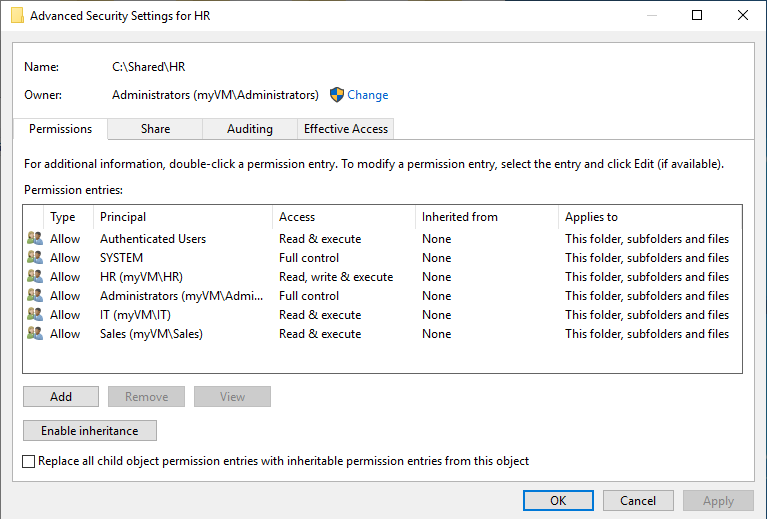 Advanced Security Settings for HR
Name: C:\Shared\HR
Owner: Administrators (myVM\Administrators) Change
Permissions Share Auditing Effective Access
For additional information, double-click a permission entry. To modify a permission entry, select the entry and click Edit (if available).
Permission entries:
Type Principal Access Inherited from Applies to
Allow Authenticated Users Read & execute None This folder, subfolders and files
Allow SYSTEM Full control None This folder, subfolders and files
Allow HR (myVM\HR) Read, write & execute None This folder, subfolders and files
Allow Administrators (myVM\Admi... Full control None This folder, subfolders and files
Allow IT (myVM\IT) Read & execute None This folder, subfolders and files
Allow Sales (myVM\Sales) Read & execute None This folder, subfolders and files
Add Remove View
Enable inheritance
Replace all child object permission entries with inheritable permission entries from this object
OK Cancel Apply